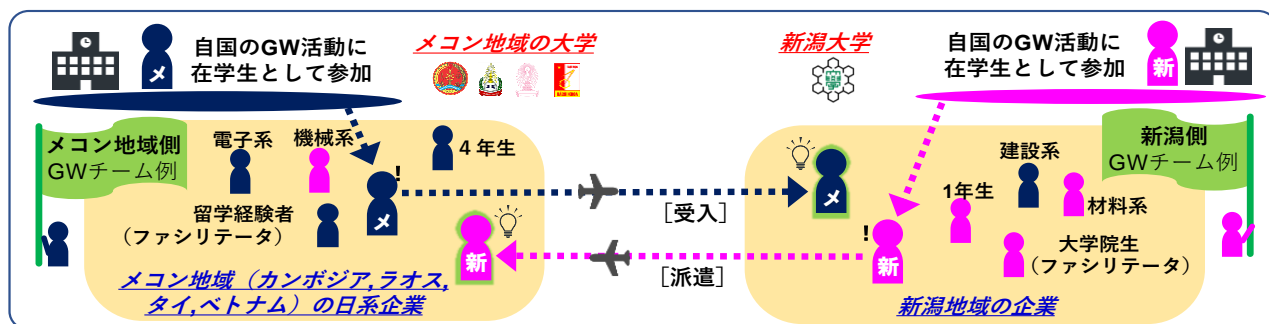 自国のGW活動に
在学生として参加
メ
メコン地域の大学
新潟大学
自国のGW活動に
在学生として参加
新
メコン地域側
GWチーム例
電子系
機械系
4年生
!
メ
留学経験者
（ファシリテータ）
新
メコン地域（カンボジア,ラオス,
タイ,ベトナム）の日系企業
［受入］
［派遣］
メ
新潟側
GWチーム例
建設系
1年生
材料系
!
新
大学院生
（ファシリテータ）
新潟地域の企業